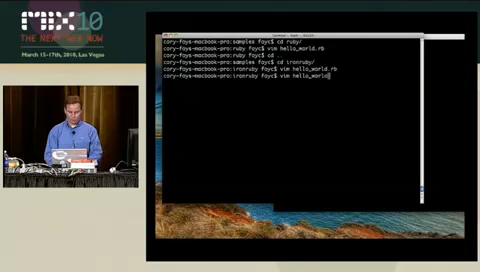 MIX10
THE NEXT WEB NOW
March 15–17th, 2010, Las Vegas
cory-foys-macbook-pro:samples foyc$ cd ruby/
cory-foys-macbook-pro:ruby foyc$ vim hello_world.rb
cory-foys-macbook-pro:ruby foyc$ cd ..
cory-foys-macbook-pro:samples foyc$ cd ironruby/
cory-foys-macbook-pro:ironruby foyc$ vim hello_world.rb
cory-foys-macbook-pro:ironruby foyc$ vim hello_world